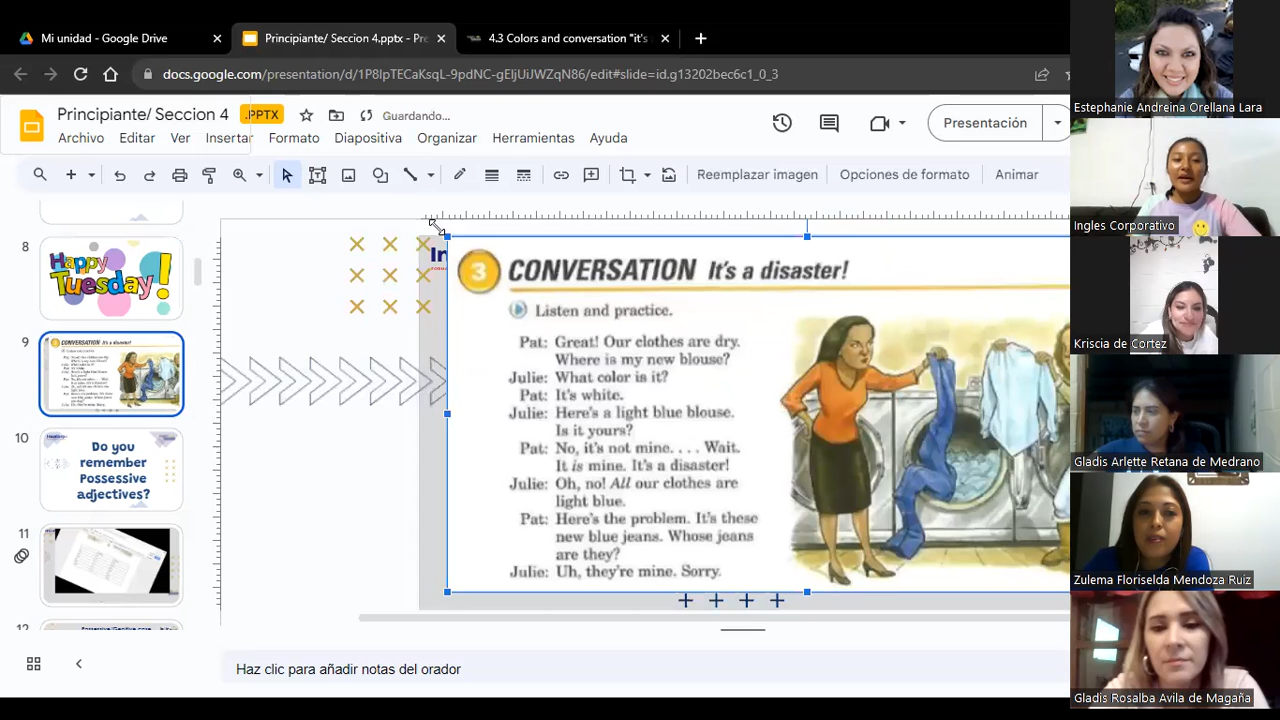 Mi unidad - Google Drive
Principiante/ Seccion 4.pptx - Pre
4.3 Colors and conversation "it's
docs.google.com/presentation/d/1P8IpTECaKsqL-9pdNC-gEljUiJWZqN86/edit#slide=id.g13202bec6c1_0_3
Principiante/ Seccion 4
.PPTX
Guardando...
Archivo
Editar
Ver
Insertar
Formato
Diapositiva
Organizar
Herramientas
Ayuda
Presentación
Reemplazar imagen
Opciones de formato
Animar
8
Happy Tuesday!
9
CONVERSATION It's a disaster!
10
Do you
remember
Possessive
adjectives?
11
12
In
3 CONVERSATION It's a disaster!
Listen and practice.
Pat: Great! Our clothes are dry.
Where is my new blouse?
Julie: What color is it?
Pat: It's white.
Julie: Here's a light blue blouse.
Is it yours?
Pat: No, it's not mine. . . . Wait.
It is mine. It's a disaster!
Julie: Oh, no! All our clothes are
light blue.
Pat: Here's the problem. It's these
new blue jeans. Whose jeans
are they?
Julie: Uh, they're mine. Sorry.
Haz clic para añadir notas del orador
Estephanie Andreina Orellana Lara
Ingles Corporativo
Kriscia de Cortez
Gladis Arlette Retana de Medrano
Zulema Floriselda Mendoza Ruiz
Gladis Rosalba Avila de Magaña